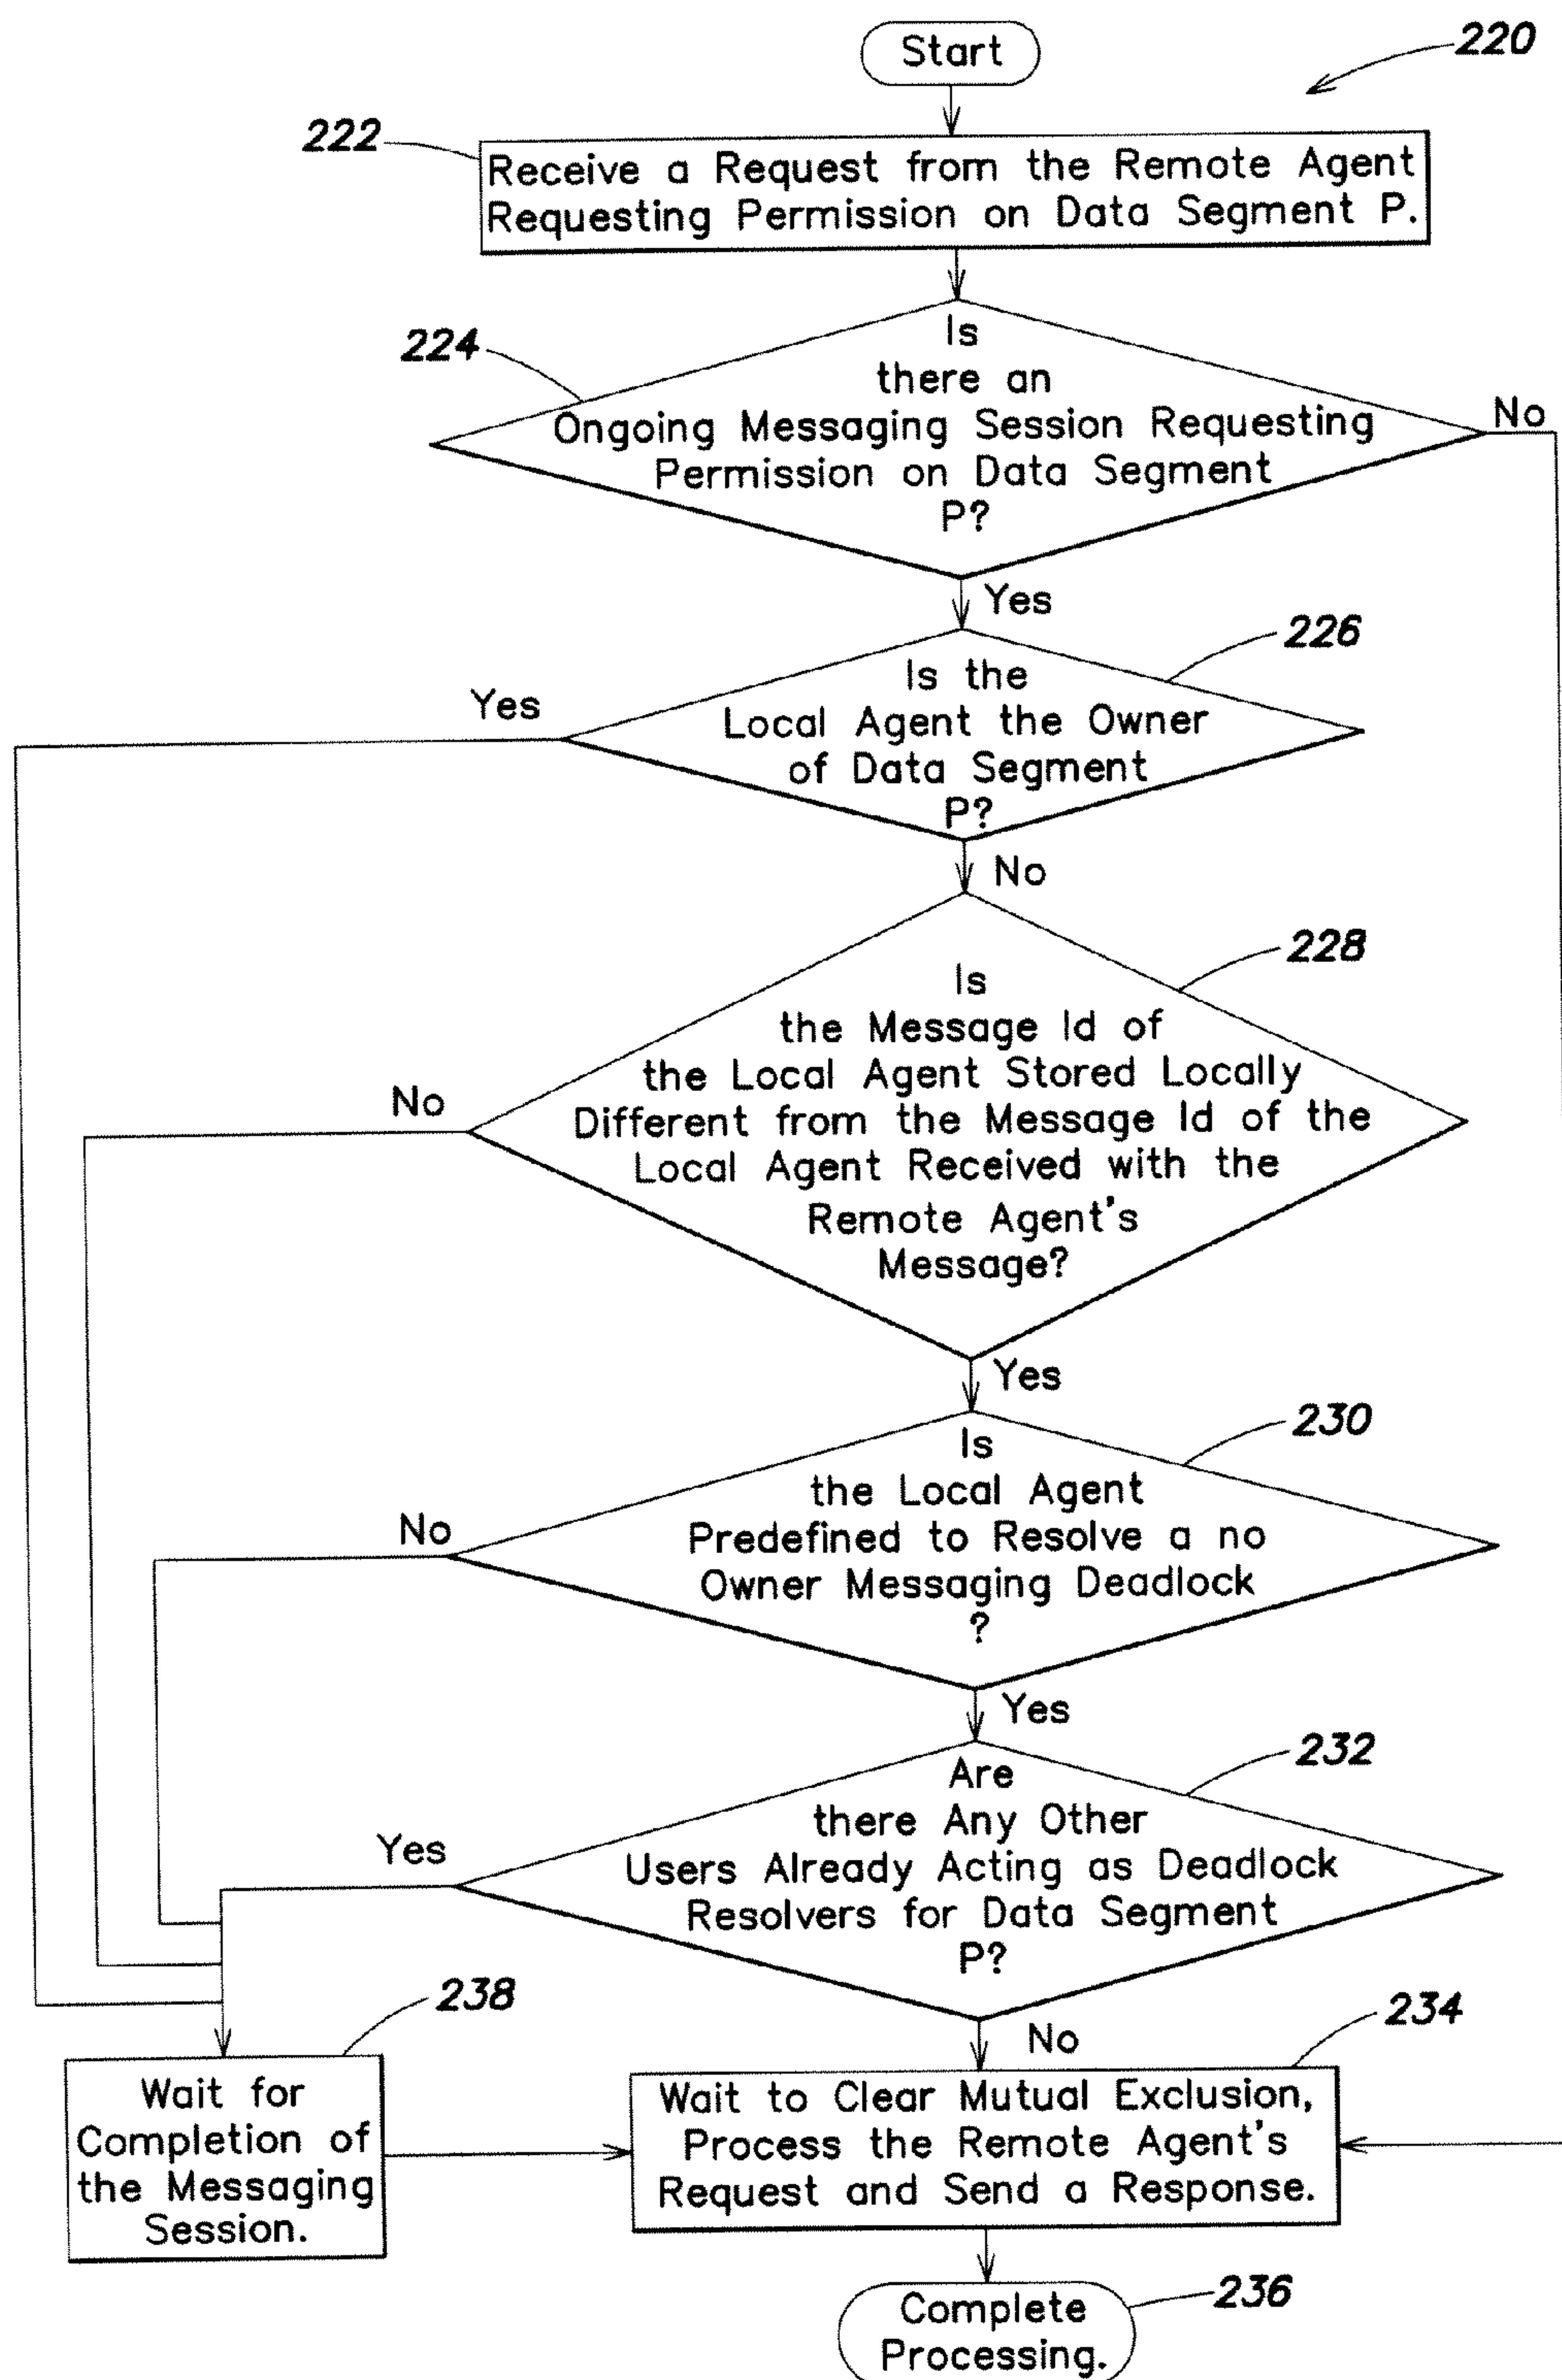 Start
220
222
Receive a Request from the Remote Agent
Requesting Permission on Data Segment P.
224
Is
there an
Ongoing Messaging Session Requesting
Permission on Data Segment
P?
No
Yes
226
Is the
Local Agent the Owner
of Data Segment
P?
Yes
No
228
Is
the Message Id of
the Local Agent Stored Locally
Different from the Message Id of the
Local Agent Received with the
Remote Agent's
Message?
No
Yes
230
Is
the Local Agent
Predefined to Resolve a no
Owner Messaging Deadlock
?
No
Yes
232
Are
there Any Other
Users Already Acting as Deadlock
Resolvers for Data Segment
P?
Yes
No
238
Wait for
Completion of
the Messaging
Session.
234
Wait to Clear Mutual Exclusion,
Process the Remote Agent's
Request and Send a Response.
236
Complete
Processing.